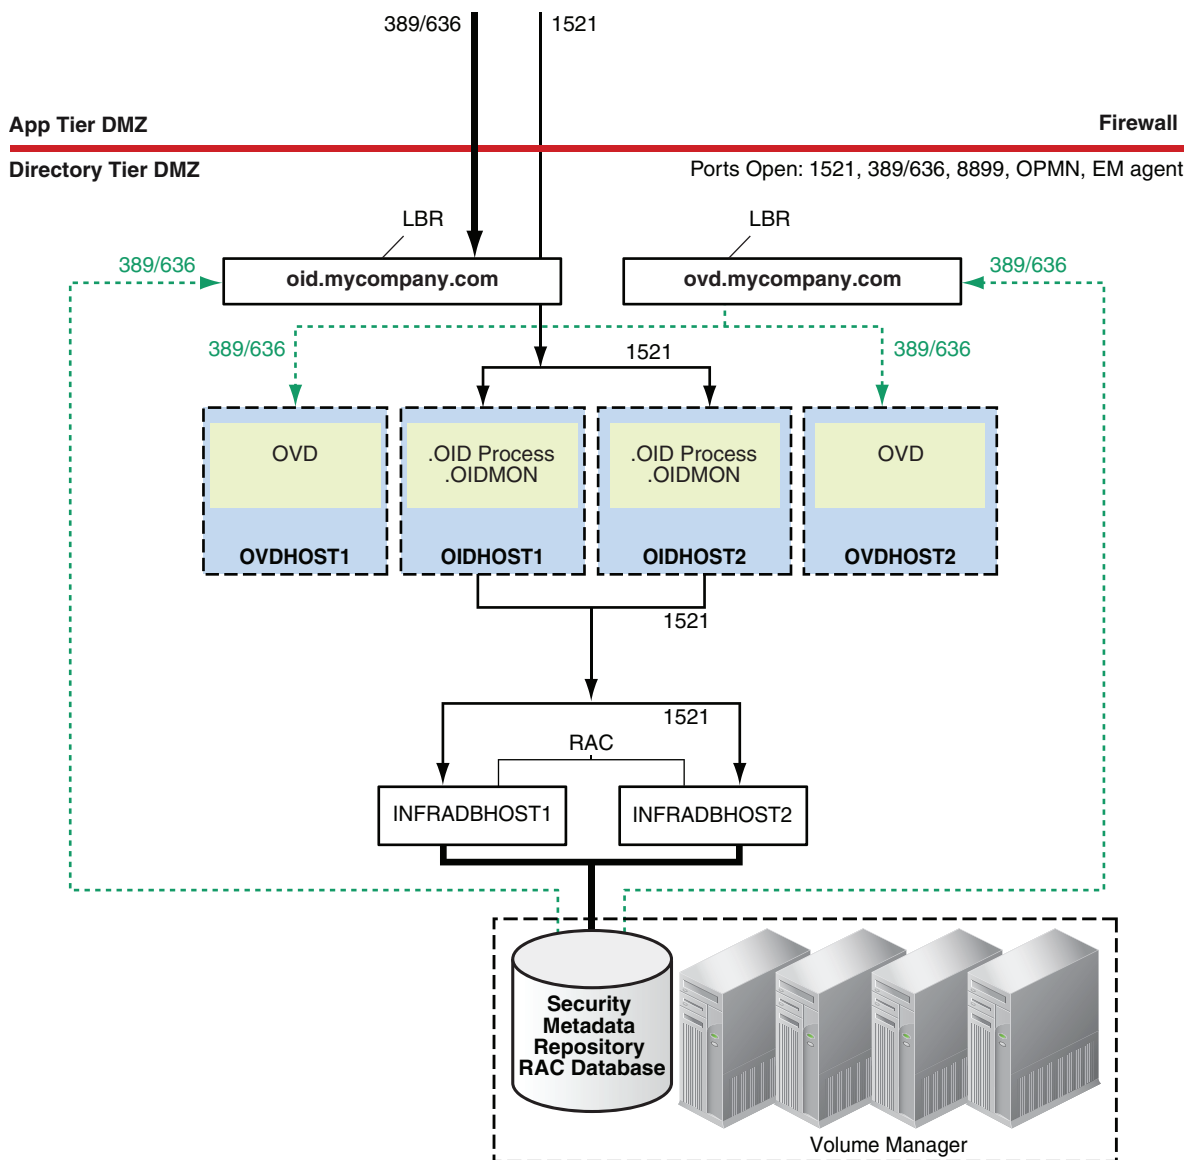 389/636
1521
App Tier DMZ
Firewall
Directory Tier DMZ
Ports Open: 1521, 389/636, 8899, OPMN, EM agent
LBR
LBR
389/636
oid.mycompany.com
ovd.mycompany.com
389/636
389/636
1521
389/636
OVD
.OID Process
.OIDMON
.OID Process
.OIDMON
OVD
OVDHOST1
OIDHOST1
OIDHOST2
OVDHOST2
1521
1521
RAC
INFRADBHOST1
INFRADBHOST2
Security
Metadata
Repository
RAC Database
Volume Manager